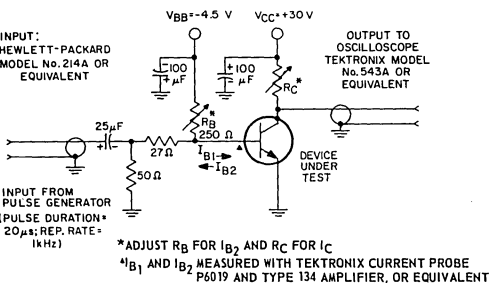 INPUT:
HEWLETT-PACKARD
MODEL No. 214A OR
EQUIVALENT
VBB=-4.5 V
VCC=+30V
OUTPUT TO
OSCILLOSCOPE
TEKTRONIX MODEL
No. 543A OR
EQUIVALENT
-100
+ μF
+ 100
- μF
RC*
RB*
250 Ω
25μF
+ -
27Ω
IB1
IB2
▲
50Ω
DEVICE
UNDER
TEST
INPUT FROM
PULSE GENERATOR
(PULSE DURATION=
20μs; REP. RATE=
1kHz)
*ADJUST RB FOR IB2 AND RC FOR IC
▲IB1 AND IB2 MEASURED WITH TEKTRONIX CURRENT PROBE
P6019 AND TYPE 134 AMPLIFIER, OR EQUIVALENT